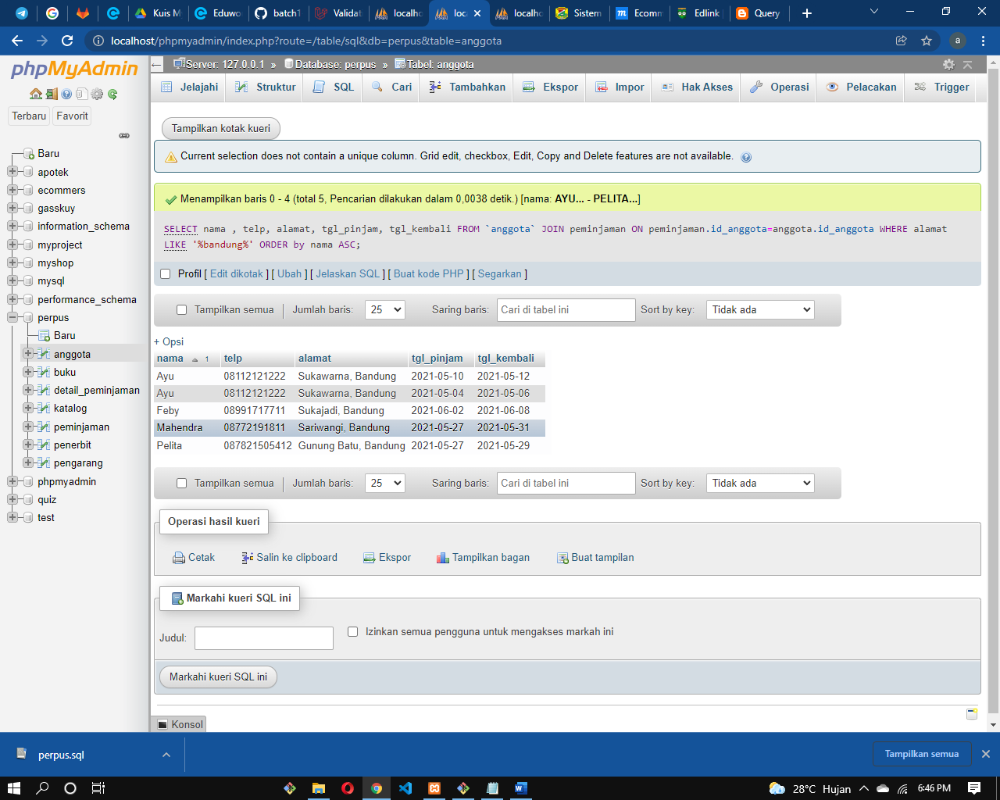 Kuis M
Eduwo
batch1
Validat
localho
loc
localho
Sistem
Ecomm
Edlink
Query
localhost/phpmyadmin/index.php?route=/table/sql&db=perpus&table=anggota
a
phpMyAdmin
Terbaru
Favorit
Baru
apotek
ecommers
gasskuy
information_schema
myproject
myshop
mysql
performance_schema
perpus
Baru
anggota
buku
detail_peminjaman
katalog
peminjaman
penerbit
pengarang
phpmyadmin
quiz
test
Server: 127.0.0.1 » Database: perpus » Tabel: anggota
Jelajahi Struktur SQL Cari Tambahkan Ekspor Impor Hak Akses Operasi Pelacakan Trigger
Tampilkan kotak kueri
Current selection does not contain a unique column. Grid edit, checkbox, Edit, Copy and Delete features are not available.
Menampilkan baris 0 - 4 (total 5, Pencarian dilakukan dalam 0,0038 detik.) [nama: AYU... - PELITA...]
SELECT nama , telp, alamat, tgl_pinjam, tgl_kembali FROM `anggota` JOIN peminjaman ON peminjaman.id_anggota=anggota.id_anggota WHERE alamat
LIKE '%bandung%' ORDER by nama ASC;
Profil [ Edit dikotak ] [ Ubah ] [ Jelaskan SQL ] [ Buat kode PHP ] [ Segarkan ]
Tampilkan semua | Jumlah baris: 25 Saring baris: Cari di tabel ini Sort by key: Tidak ada
+ Opsi
nama 1 telp alamat tgl_pinjam tgl_kembali
Ayu 08112121222 Sukawarna, Bandung 2021-05-10 2021-05-12
Ayu 08112121222 Sukawarna, Bandung 2021-05-04 2021-05-06
Feby 08991717711 Sukajadi, Bandung 2021-06-02 2021-06-08
Mahendra 08772191811 Sariwangi, Bandung 2021-05-27 2021-05-31
Pelita 087821505412 Gunung Batu, Bandung 2021-05-27 2021-05-29
Tampilkan semua | Jumlah baris: 25 Saring baris: Cari di tabel ini Sort by key: Tidak ada
Operasi hasil kueri
Cetak Salin ke clipboard Ekspor Tampilkan bagan Buat tampilan
Markahi kueri SQL ini
Judul: Izinkan semua pengguna untuk mengakses markah ini
Markahi kueri SQL ini
Konsol
perpus.sql
Tampilkan semua
28°C Hujan
6:46 PM